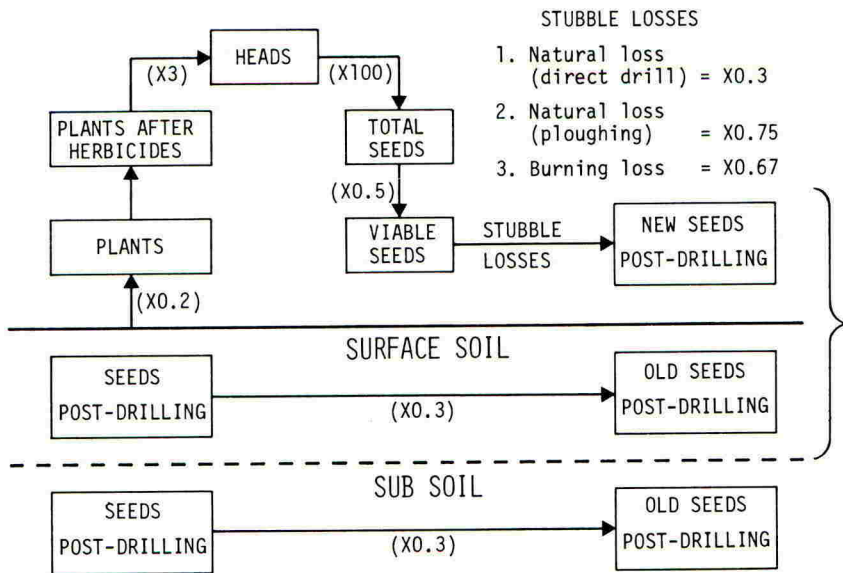 STUBBLE LOSSES
1. Natural loss
(direct drill) = X0.3
2. Natural loss
(ploughing) = X0.75
3. Burning loss = X0.67
HEADS
(X3)
(X100)
PLANTS AFTER
HERBICIDES
TOTAL
SEEDS
(X0.5)
PLANTS
VIABLE
SEEDS
STUBBLE
LOSSES
NEW SEEDS
POST-DRILLING
(X0.2)
SURFACE SOIL
SEEDS
POST-DRILLING
(X0.3)
OLD SEEDS
POST-DRILLING
SUB SOIL
SEEDS
POST-DRILLING
(X0.3)
OLD SEEDS
POST-DRILLING